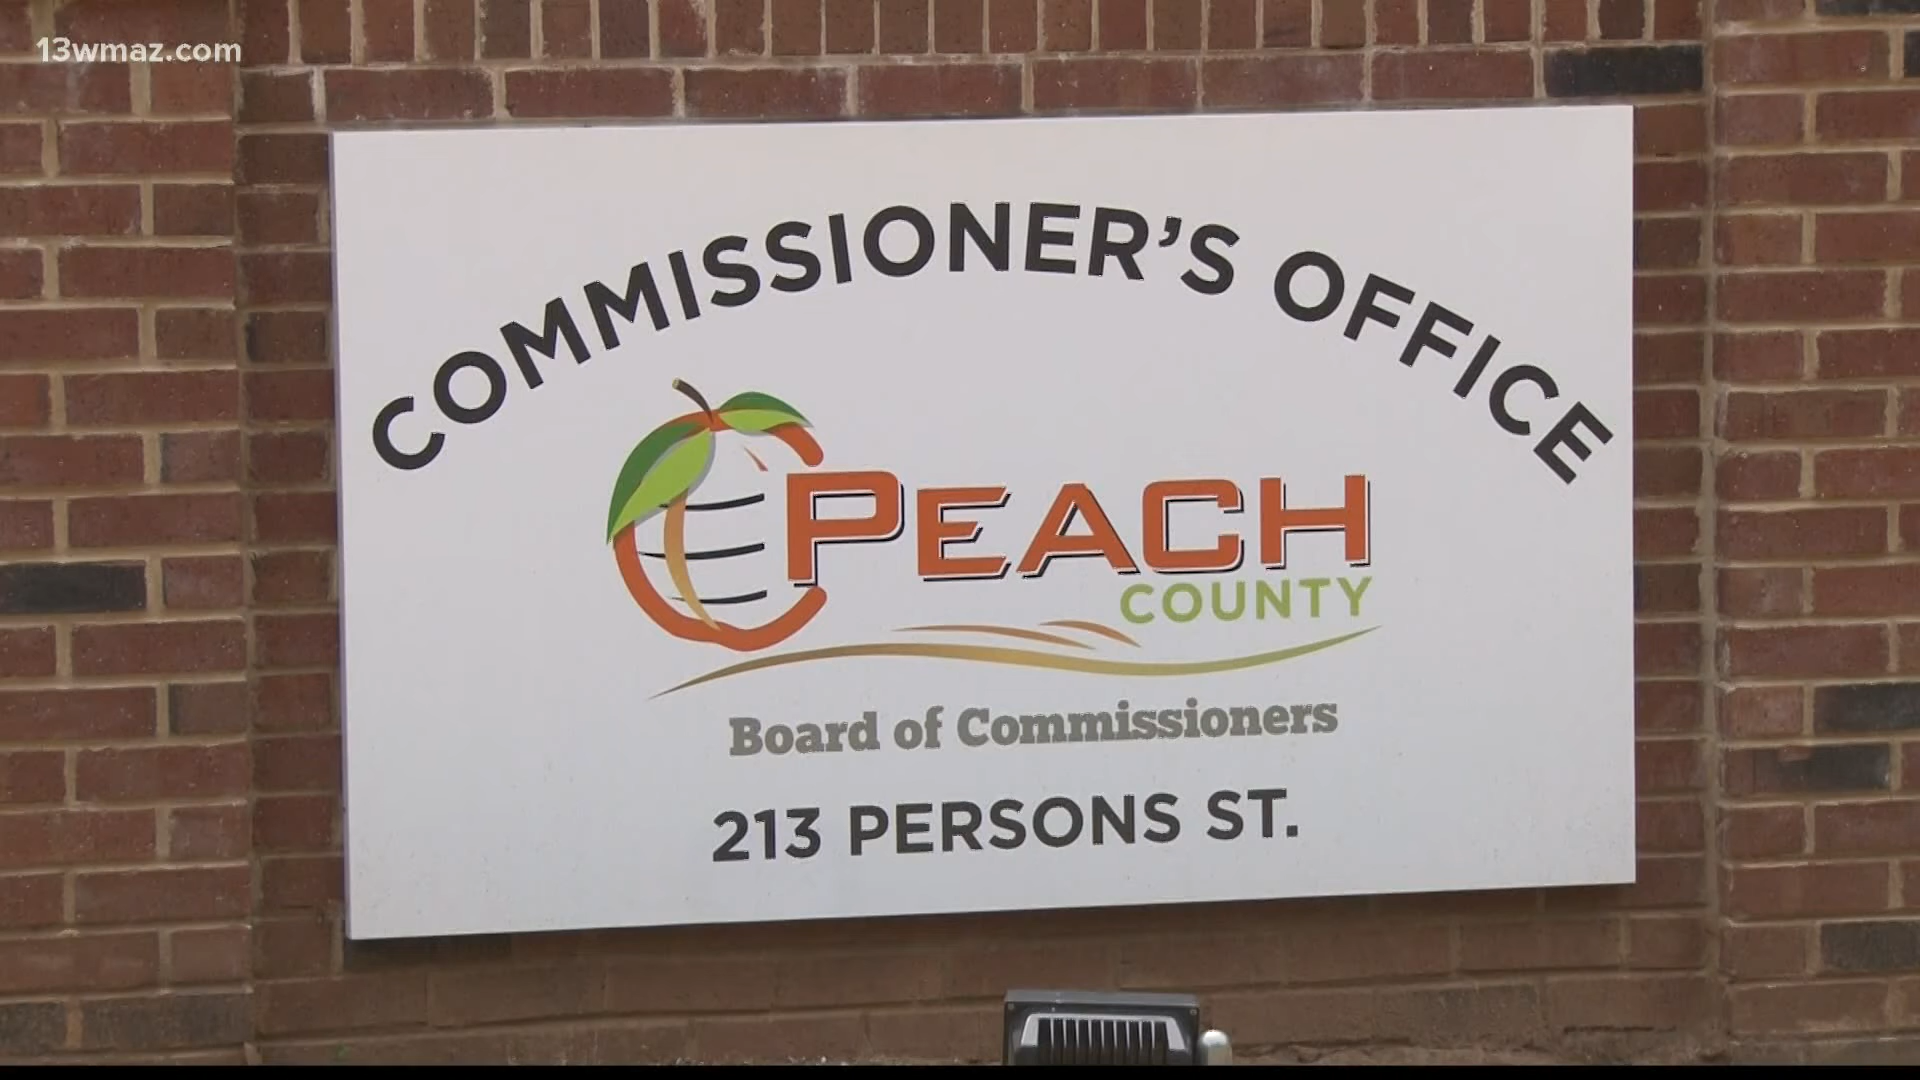 13wmaz.com
COMMISSIONER'S OFFICE
PEACH
COUNTY
Board of Commissioners
213 PERSONS ST.